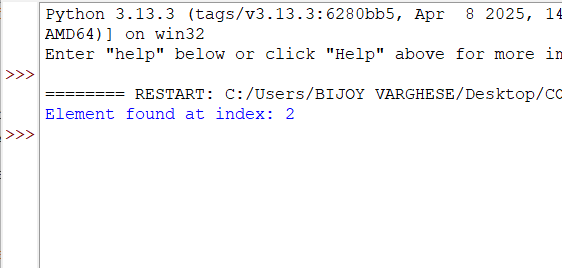 Python 3.13.3 (tags/v3.13.3:6280bb5, Apr  8 2025, 14
AMD64)] on win32
Enter "help" below or click "Help" above for more in
>>>
======== RESTART: C:/Users/BIJOY VARGHESE/Desktop/CO
Element found at index: 2
>>>